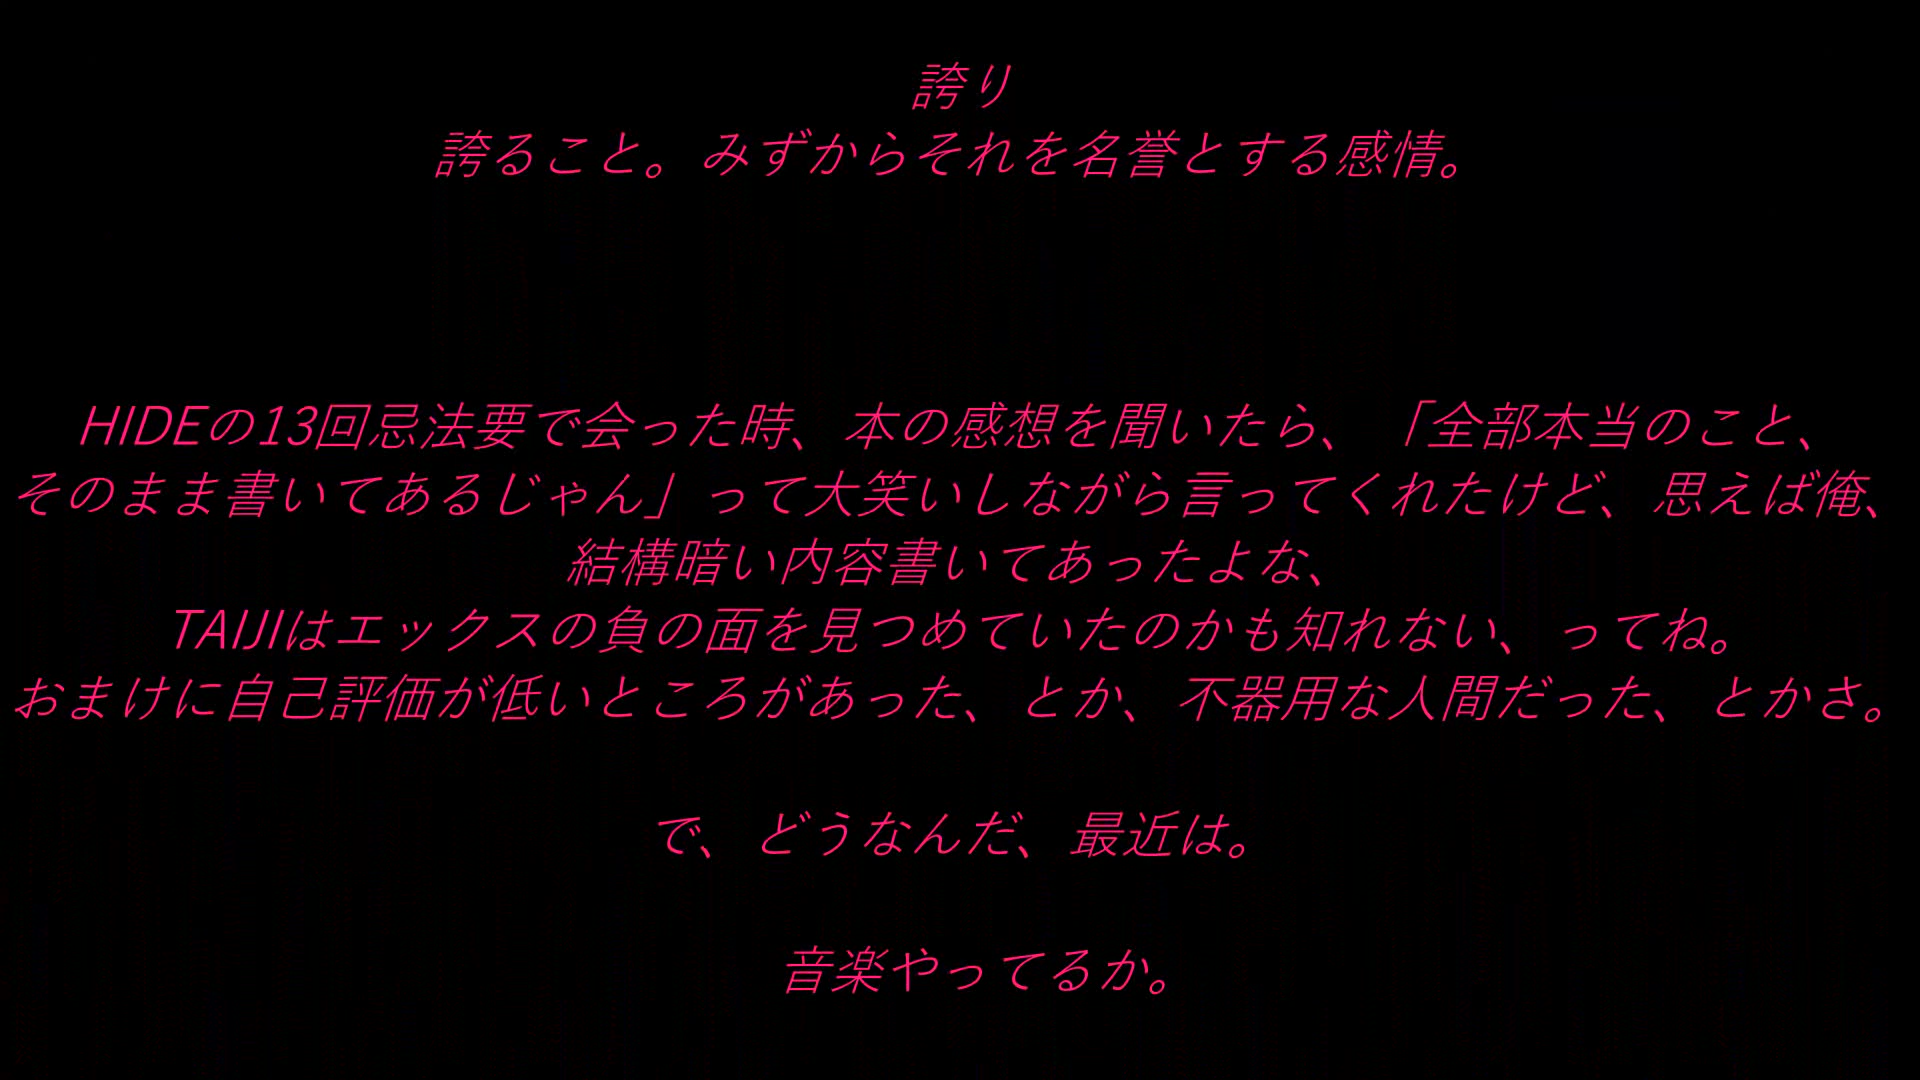 誇り
誇ること。みずからそれを名誉とする感情。
HIDEの13回忌法要で会った時、本の感想を聞いたら、「全部本当のこと、
そのまま書いてあるじゃん」って大笑いしながら言ってくれたけど、思えば俺、
結構暗い内容書いてあったよな、
TAIJIはエックスの負の面を見つめていたのかも知れない、ってね。
おまけに自己評価が低いところがあった、とか、不器用な人間だった、とかさ。
で、どうなんだ、最近は。
音楽やってるか。